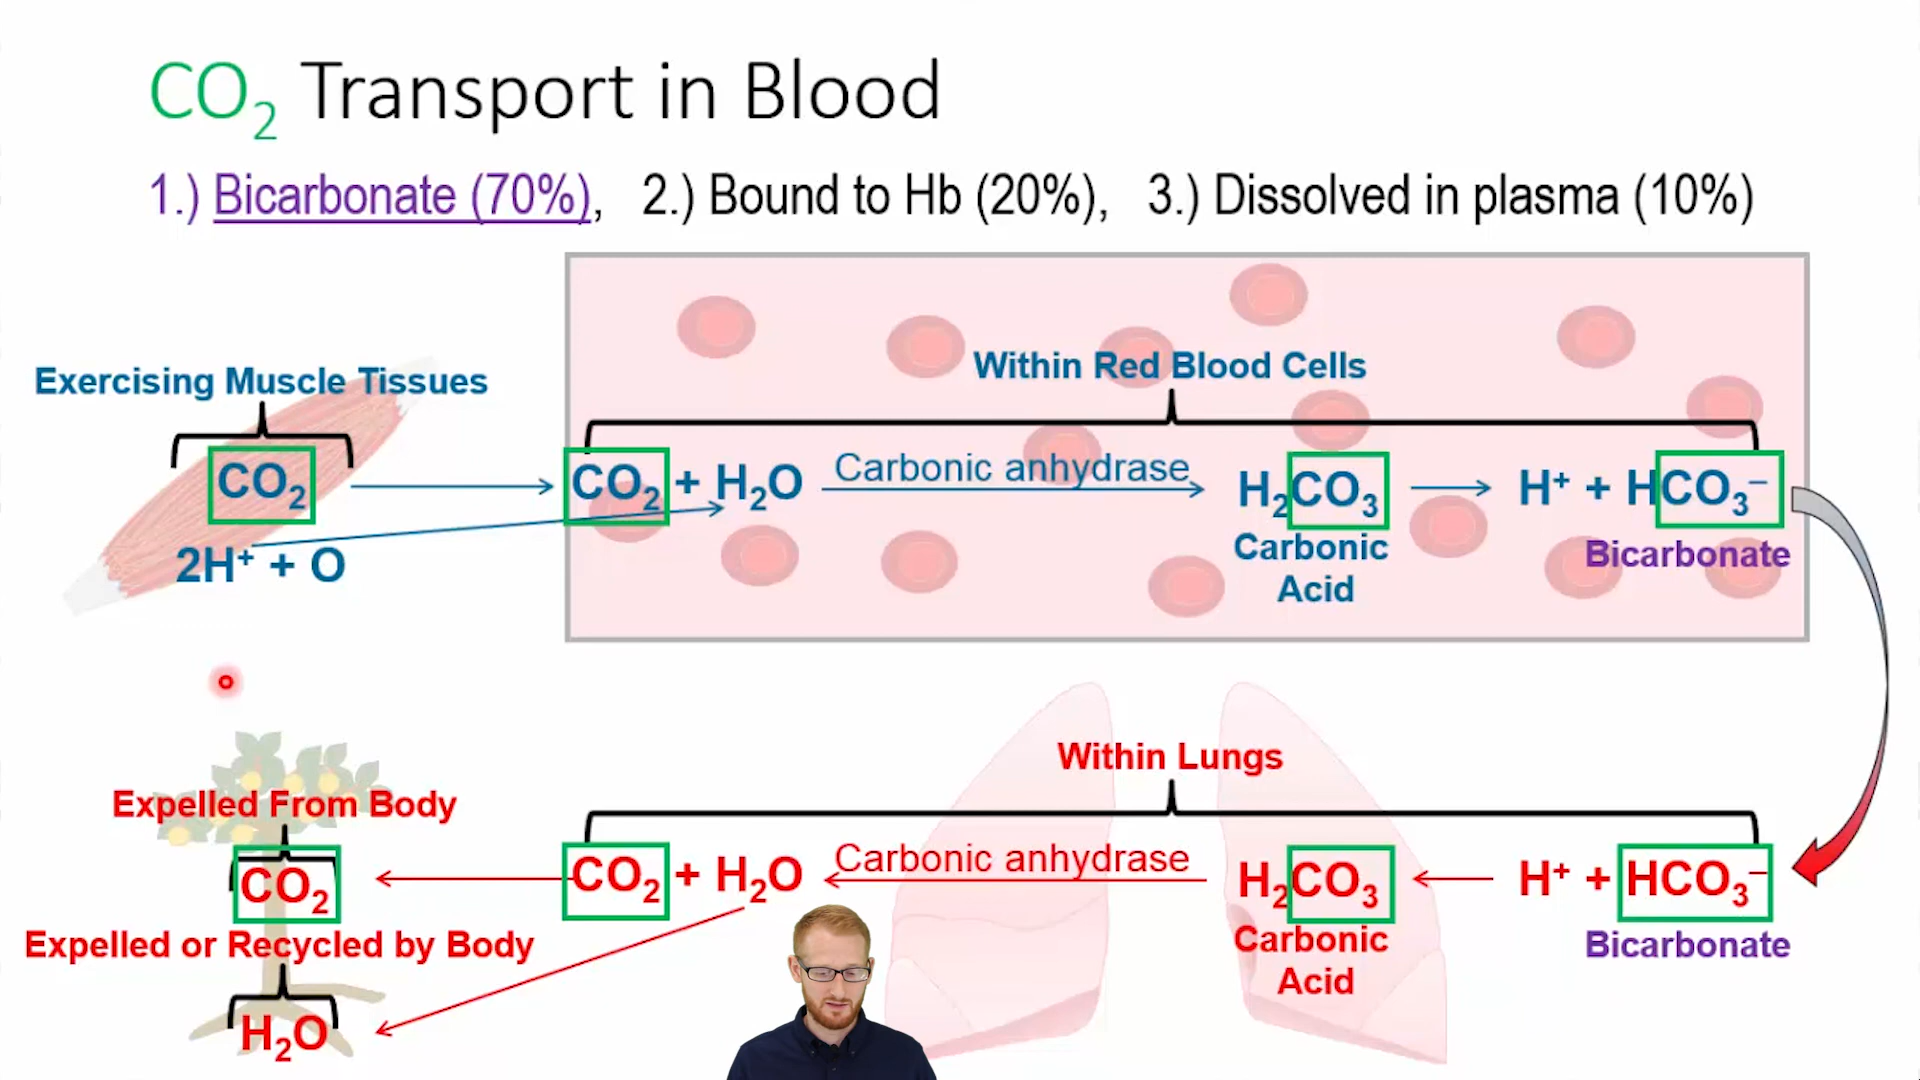 CO₂ Transport in Blood
1.) Bicarbonate (70%), 2.) Bound to Hb (20%), 3.) Dissolved in plasma (10%)
Exercising Muscle Tissues
Within Red Blood Cells
CO₂ CO₂ + H₂O Carbonic anhydrase H₂CO₃ H⁺ + HCO₃⁻
2H⁺ + O
Carbonic
Acid
Bicarbonate
Within Lungs
Expelled From Body
CO₂ CO₂ + H₂O Carbonic anhydrase H₂CO₃ H⁺ + HCO₃⁻
Expelled or Recycled by Body
Carbonic
Acid
Bicarbonate
H₂O